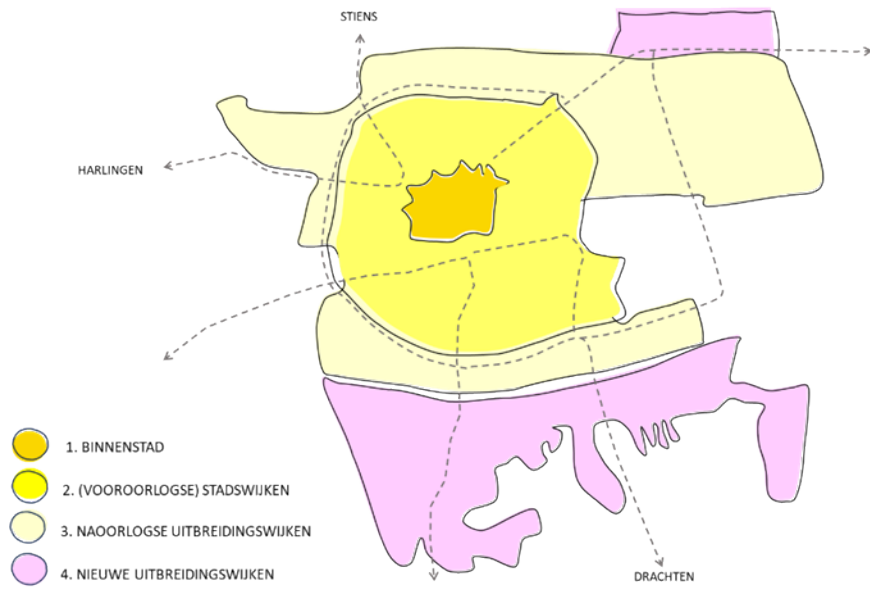 STIENS
HARLINGEN
1. BINNENSTAD
2. (VOOROORLOGSE) STADSWIJKEN
3. NAOORLOGSE UITBREIDINGSWIJKEN
4. NIEUWE UITBREIDINGSWIJKEN
DRACHTEN